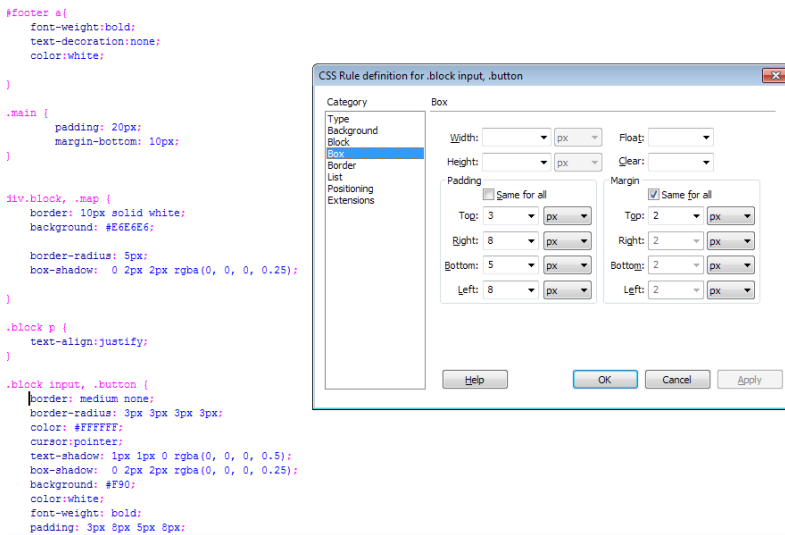 #footer a{
font-weight:bold;
text-decoration:none;
color:white;
}
.main {
padding: 20px;
margin-bottom: 10px;
}
div.block, .map {
border: 10px solid white;
background: #E6E6E6;
border-radius: 5px;
box-shadow:  0 2px 2px rgba(0, 0, 0, 0.25);
}
.block p {
text-align:justify;
}
.block input, .button {
border: medium none;
border-radius: 3px 3px 3px 3px;
color: #FFFFFF;
cursor:pointer;
text-shadow: 1px 1px 0 rgba(0, 0, 0, 0.5);
box-shadow:  0 2px 2px rgba(0, 0, 0, 0.25);
background: #F90;
color:white;
font-weight: bold;
padding: 3px 8px 5px 8px;
CSS Rule definition for .block input, .button
Category
Type
Background
Block
Box
Border
List
Positioning
Extensions
Box
Width: px Float:
Height: px Clear:
Padding
Same for all
Top: 3 px
Right: 8 px
Bottom: 5 px
Left: 8 px
Margin
Same for all
Top: 2 px
Right: 2 px
Bottom: 2 px
Left: 2 px
Help OK Cancel Apply